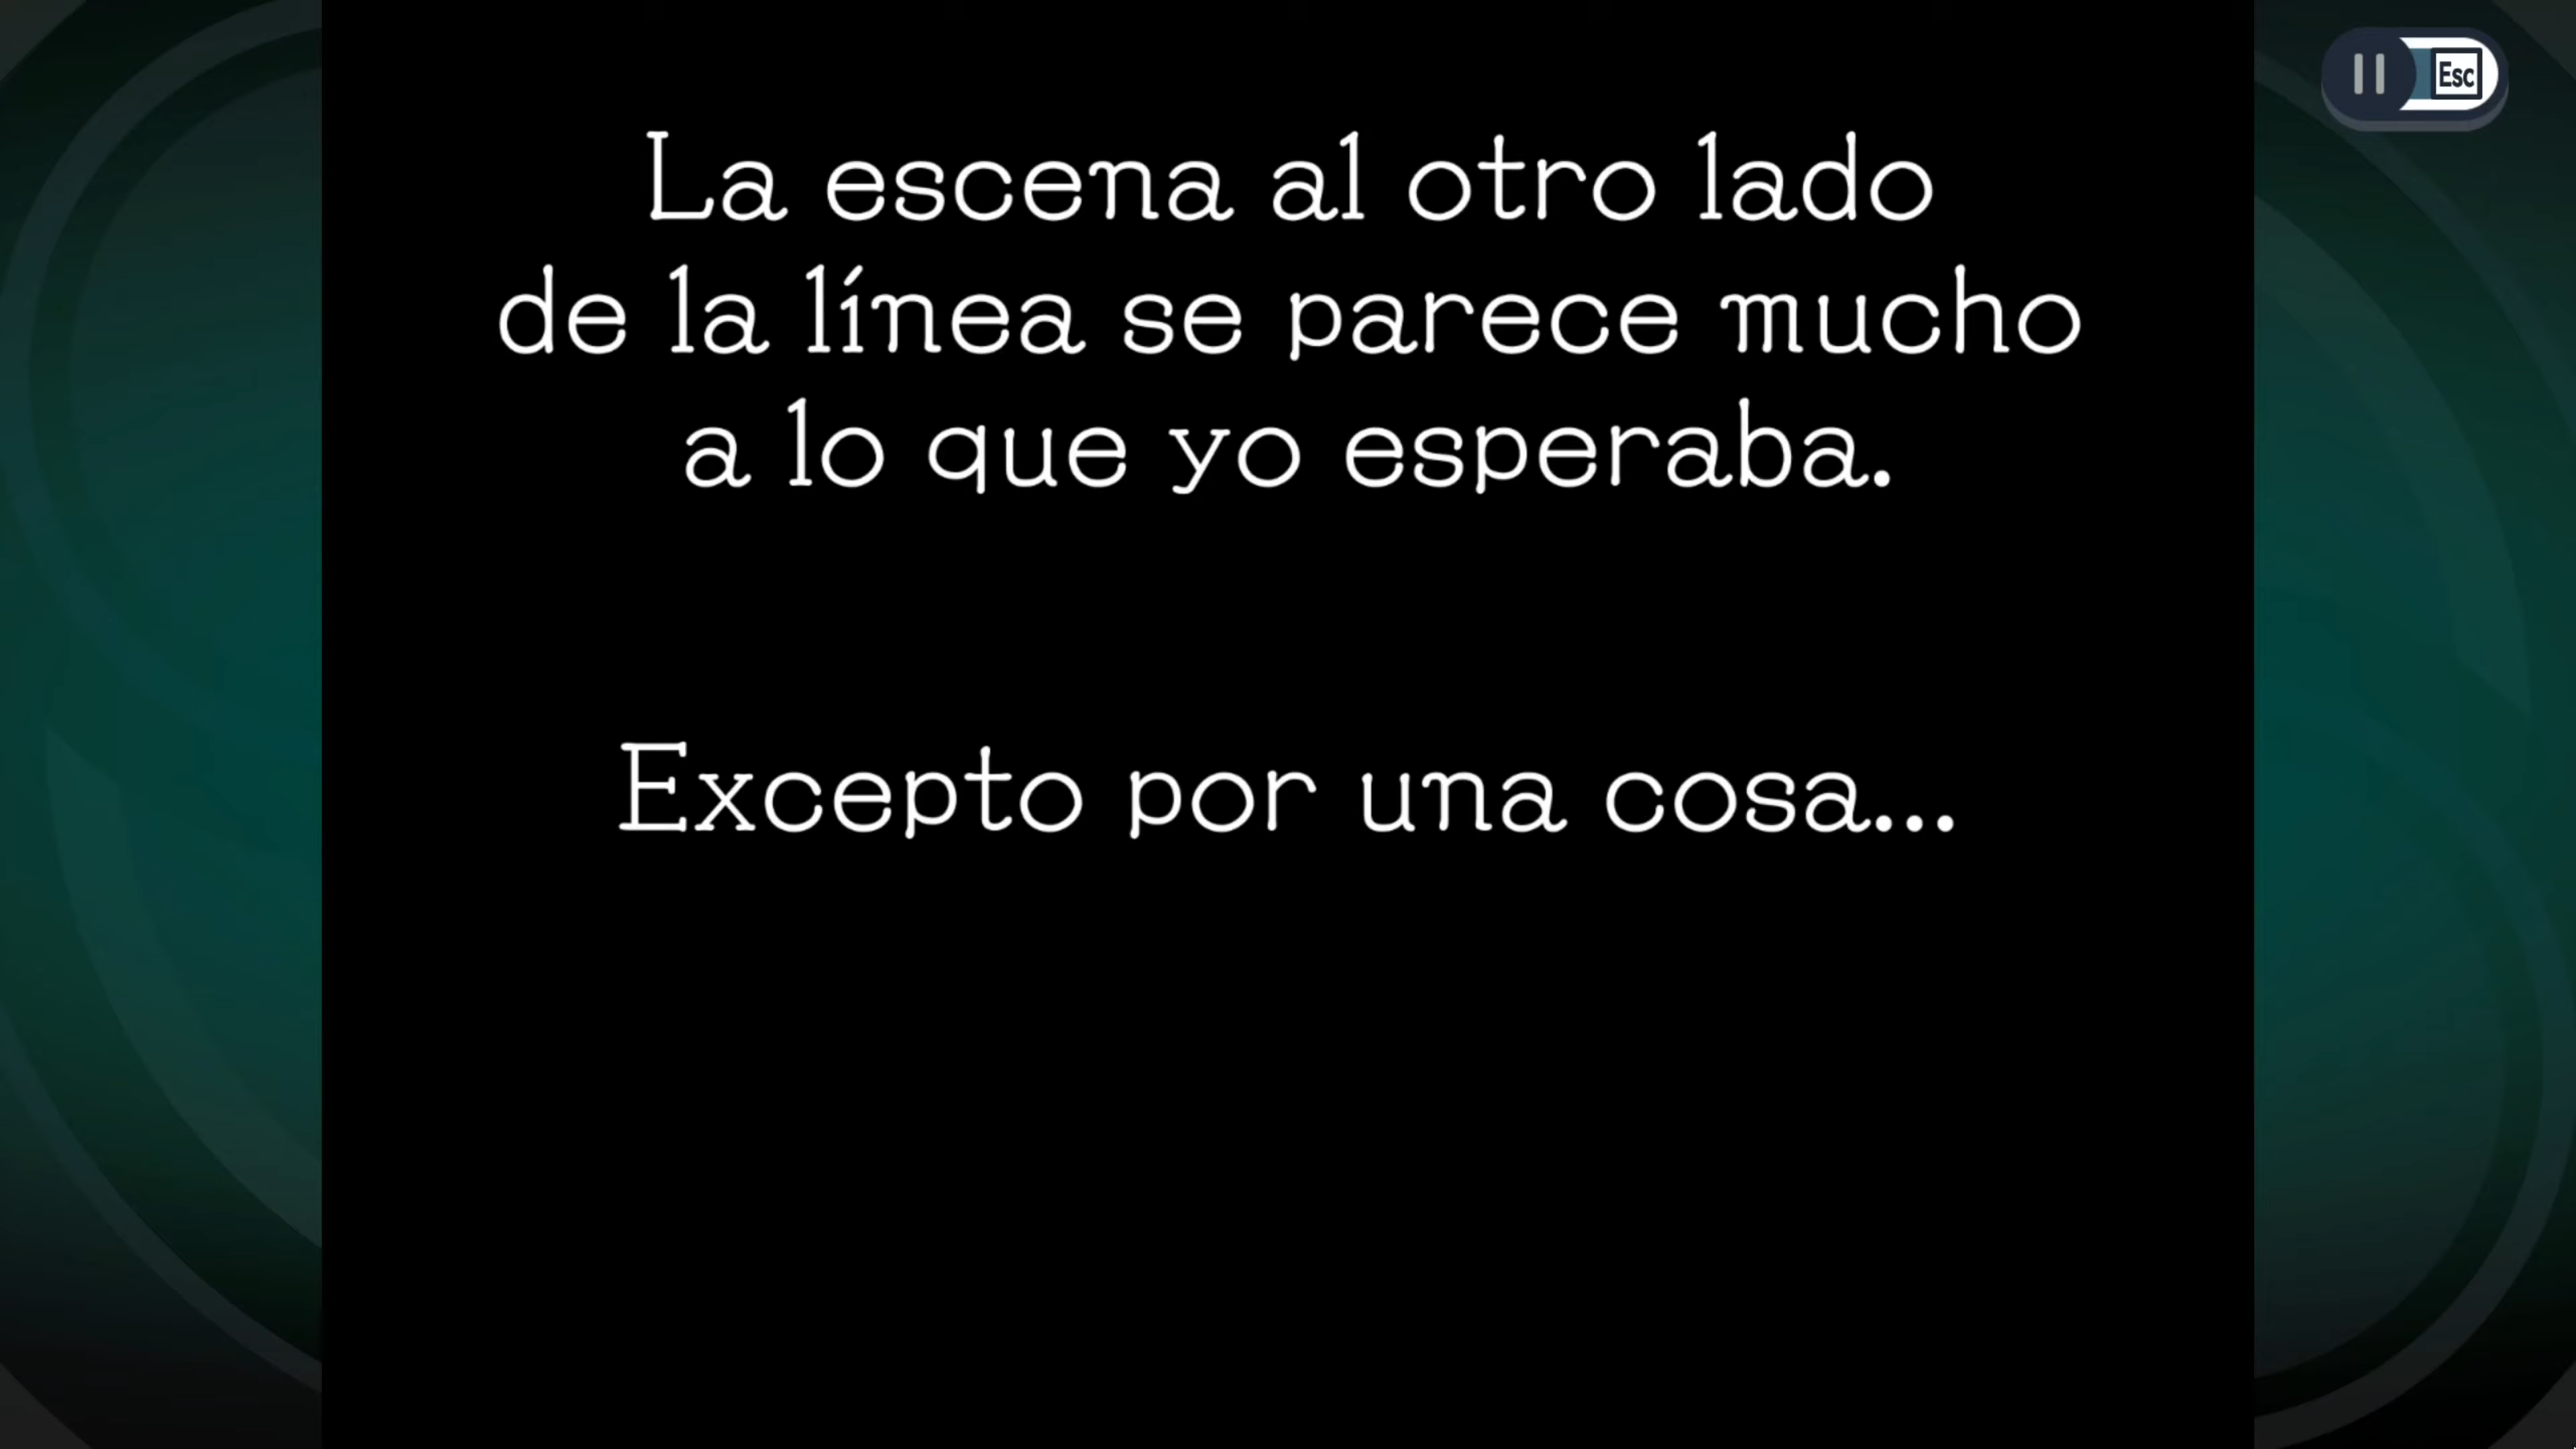 Esc
La escena al otro lado
de la línea se parece mucho
a lo que yo esperaba.
Excepto por una cosa...